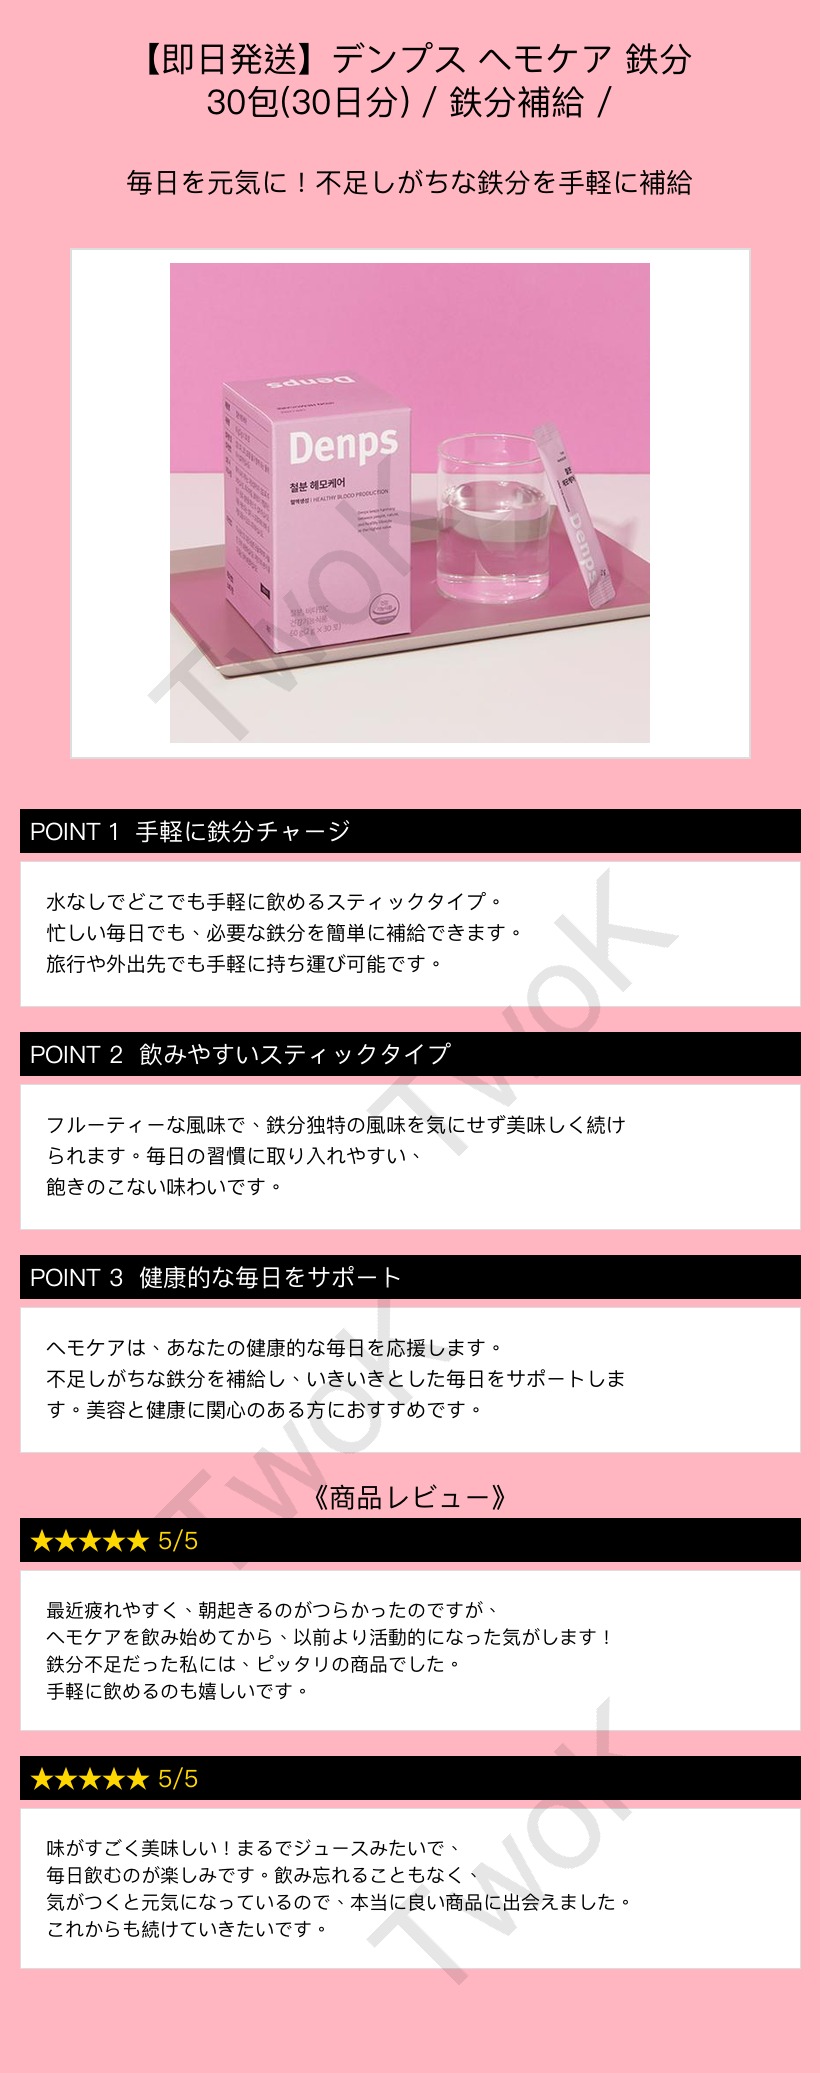 【即日発送】デンプス ヘモケア 鉄分
30包(30日分) / 鉄分補給 /
毎日を元気に！不足しがちな鉄分を手軽に補給
Denps
Denps
철분 헤모케어
혈액생성 | HEALTHY BLOOD PRODUCTION
철분, 비타민C
건강기능식품
60 g(2 g × 30 포)
Denps
TwoK
POINT 1 手軽に鉄分チャージ
水なしでどこでも手軽に飲めるスティックタイプ。
忙しい毎日でも、必要な鉄分を簡単に補給できます。
旅行や外出先でも手軽に持ち運び可能です。
TwoK
POINT 2 飲みやすいスティックタイプ
フルーティーな風味で、鉄分独特の風味を気にせず美味しく続け
られます。毎日の習慣に取り入れやすい、
飽きのこない味わいです。
POINT 3 健康的な毎日をサポート
ヘモケアは、あなたの健康的な毎日を応援します。
不足しがちな鉄分を補給し、いきいきとした毎日をサポートしま
す。美容と健康に関心のある方におすすめです。
TwoK
《商品レビュー》
★★★★★ 5/5
最近疲れやすく、朝起きるのがつらかったのですが、
ヘモケアを飲み始めてから、以前より活動的になった気がします！
鉄分不足だった私には、ピッタリの商品でした。
手軽に飲めるのも嬉しいです。
★★★★★ 5/5
味がすごく美味しい！まるでジュースみたいで、
毎日飲むのが楽しみです。飲み忘れることもなく、
気がつくと元気になっているので、本当に良い商品に出会えました。
これからも続けていきたいです。
TwoK